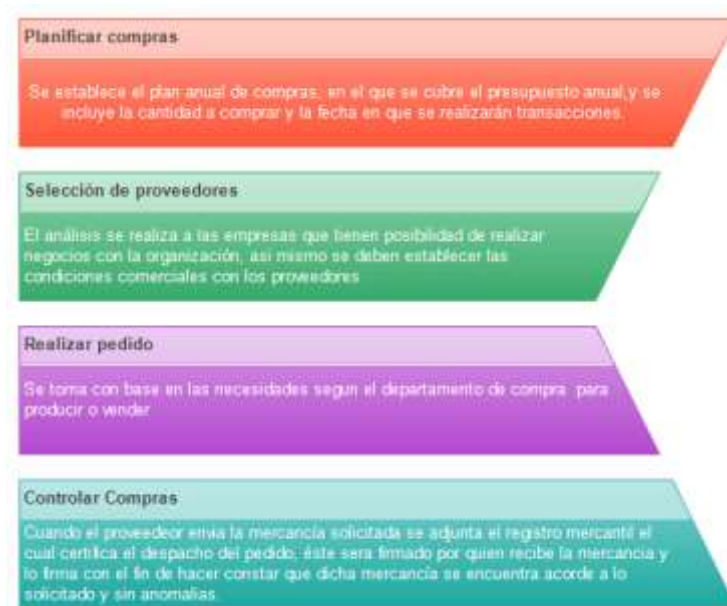 Planificar compras
Se establece el plan anual de compras, en el que se cubre el presupuesto anual,y se
incluye la cantidad a comprar y la fecha en que se realizarán transacciones.
Selección de proveedores
El análisis se realiza a las empresas que tienen posibilidad de realizar
negocios con la organización, asi mismo se deben establecer las
condiciones comerciales con los proveedores
Realizar pedido
Se toma con base en las necesidades segun el departamento de compra para
producir o vender
Controlar Compras
Cuando el proveedeor envia la mercancía solicitada se adjunta el registro mercantil el
cual certifica el despacho del pedido, éste sera firmado por quien recibe la mercancia y
lo firma con el fin de hacer constar que dicha mercancía se encuentra acorde a lo
solicitado y sin anomalias.